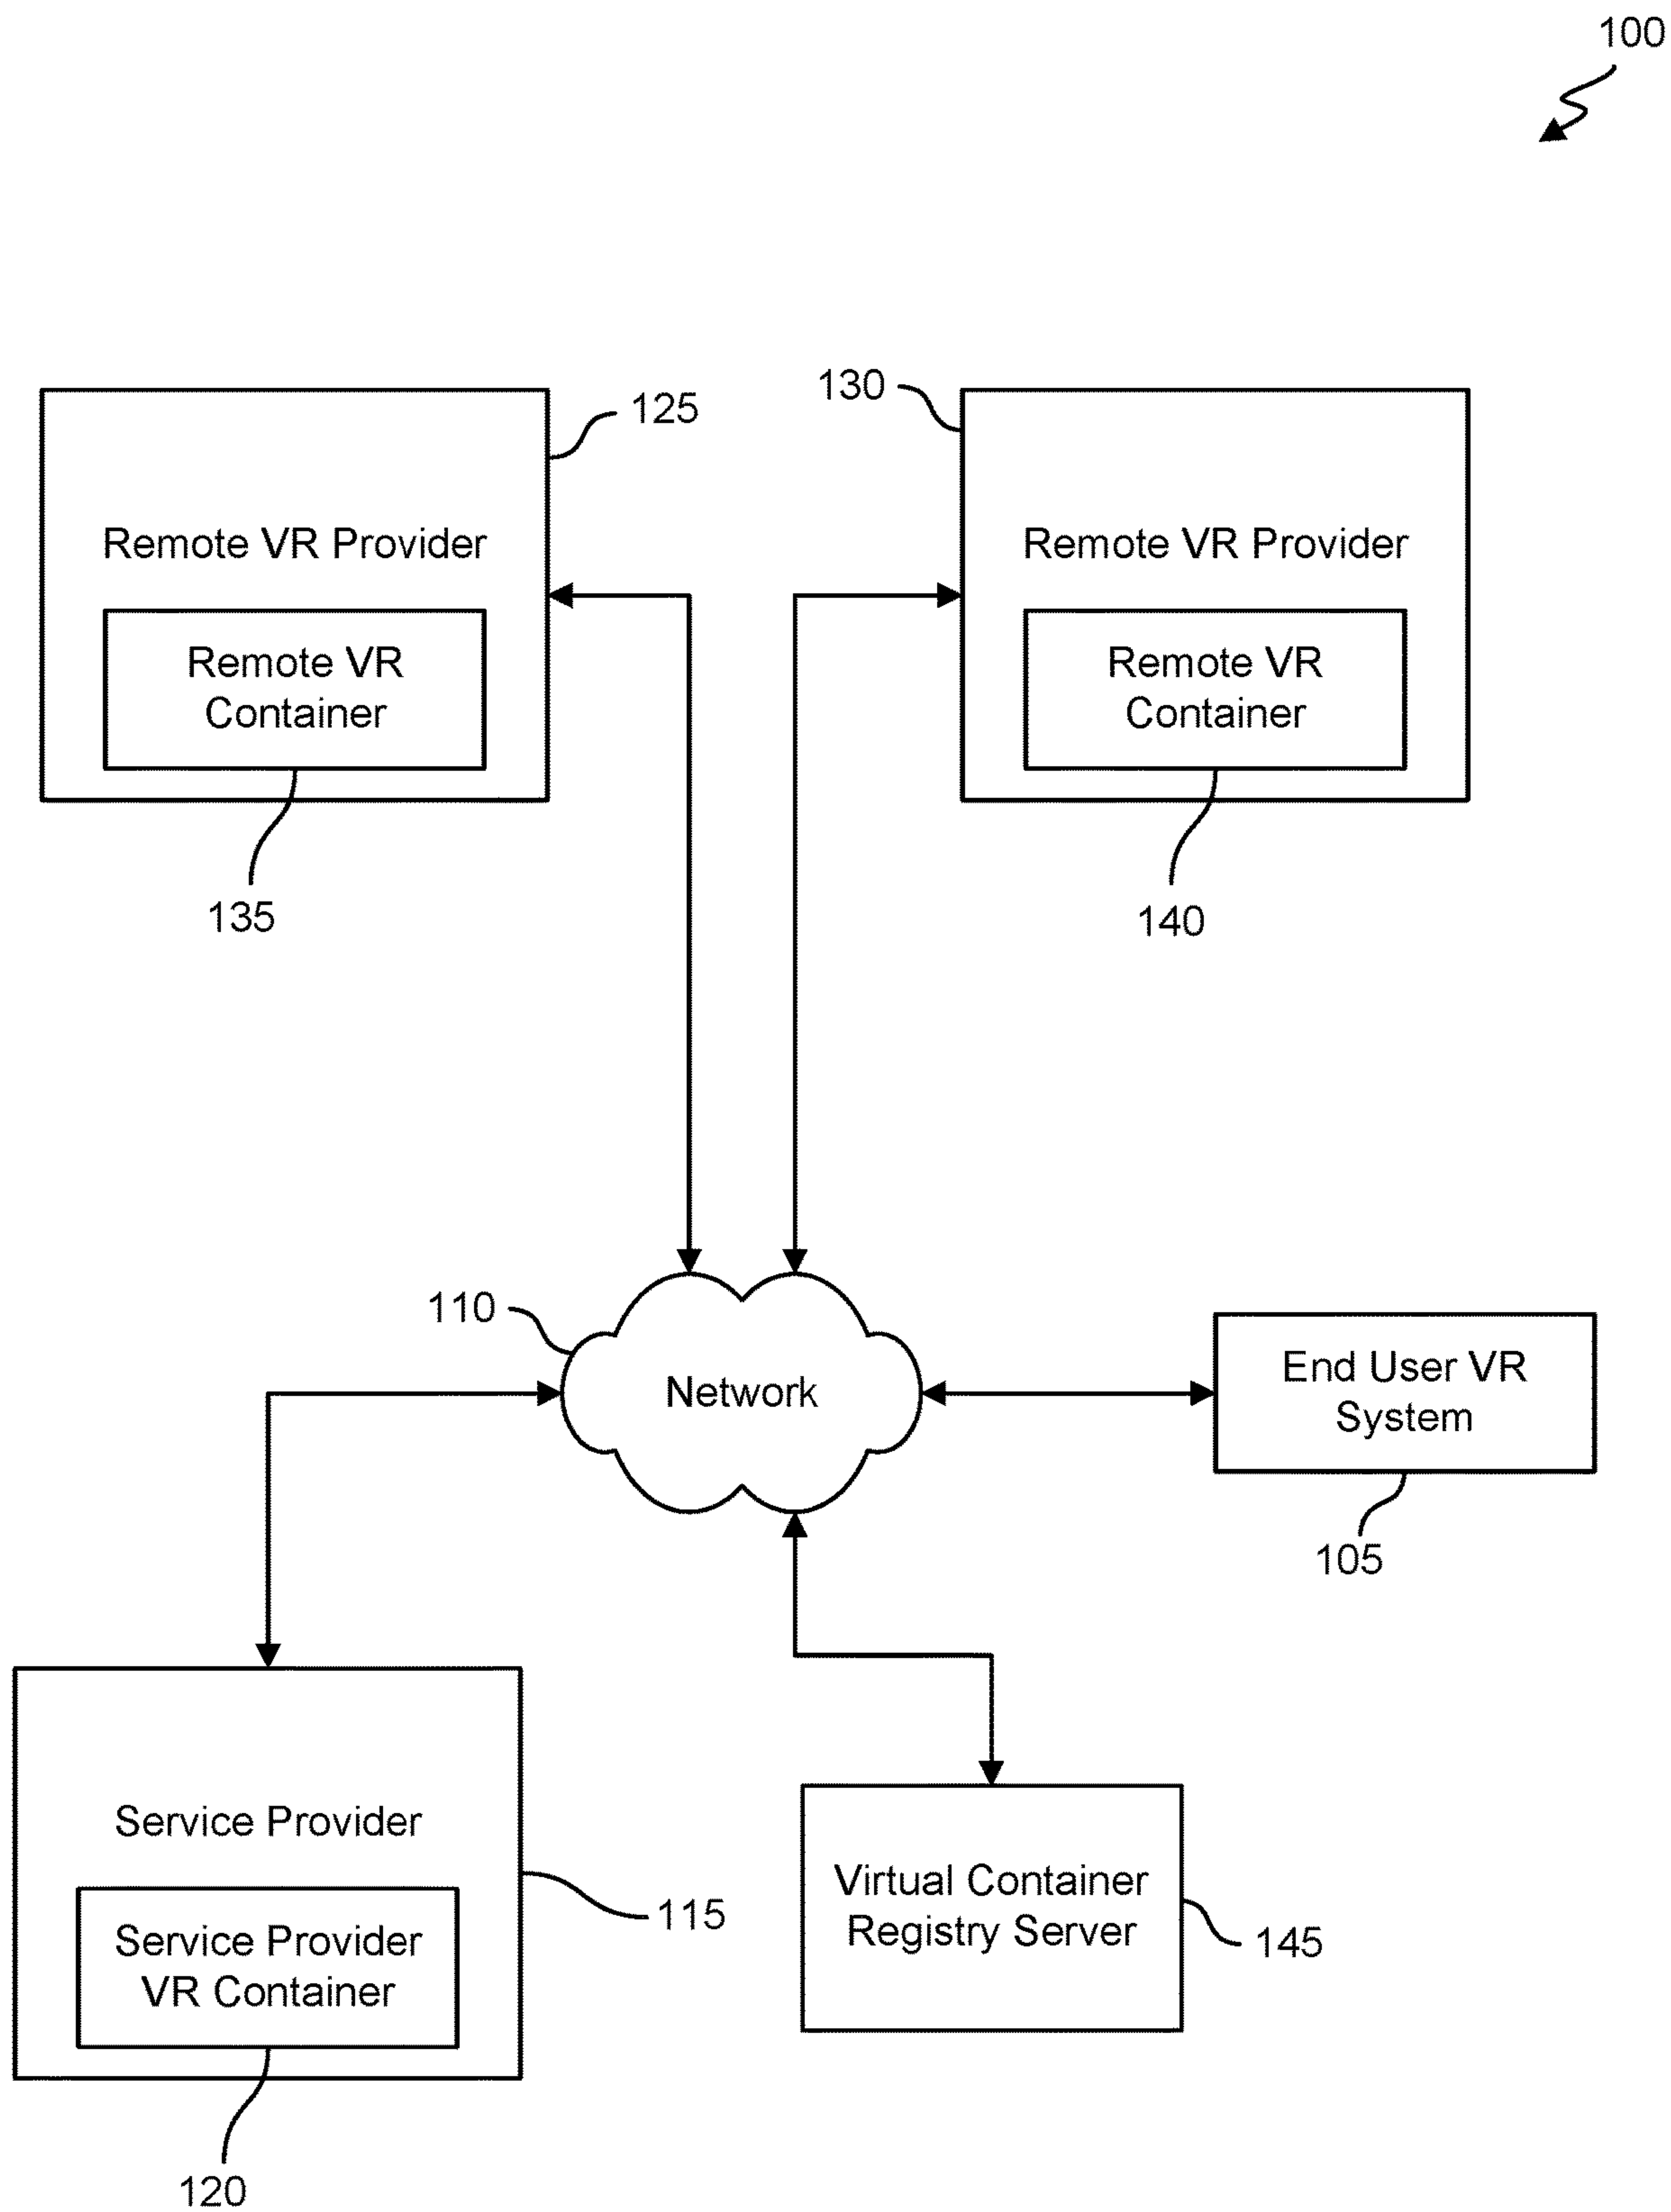 100
125
130
Remote VR Provider
Remote VR
Container
135
Remote VR Provider
Remote VR
Container
140
110
Network
End User VR
System
105
Service Provider
Service Provider
VR Container
115
120
Virtual Container
Registry Server
145